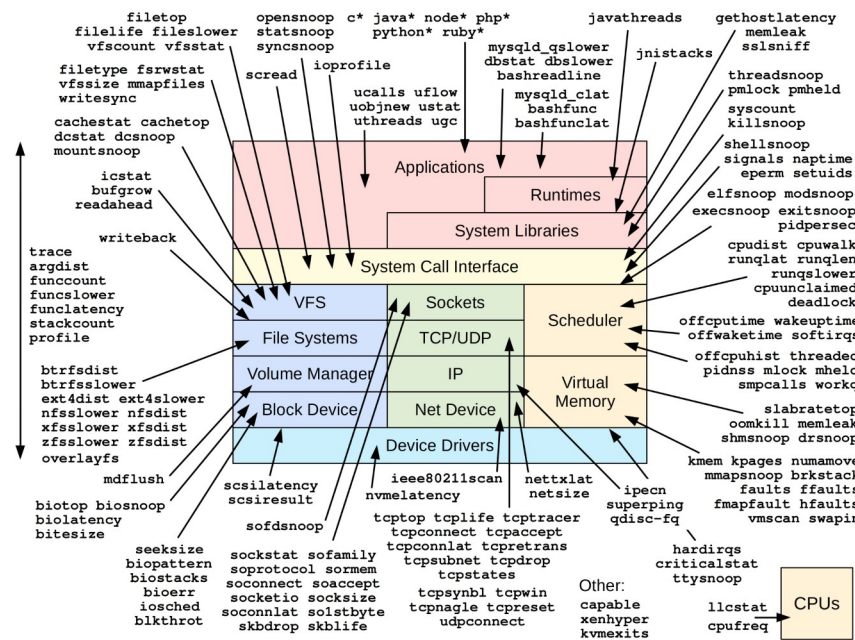 filetop
filelife fileslower
vfscount vfsstat
opensnoop
statsnoop
syncsnoop
c* java* node* php*
python* ruby*
javathreads
gethostlatency
memleak
sslsniff
filetype fsrwstat
vfssize mmapfiles
writesync
scread
ioprofile
mysqld_qslower
dbstat dbslower
bashreadline
jnistacks
threadsnoop
pmlock pmheld
ucalls uflow
uobjnew ustat
uthreads ugc
mysqld_clat
bashfunc
bashfunclat
syscount
killsnoop
cachestat cachetop
dcstat dcsnoop
mountsnoop
shellsnoop
signals naptime
eperm setuids
icstat
bufgrow
readahead
elfsnoop modsnoop
execsnoop exitsnoop
pidpersec
writeback
cpudist cpuwalk
runqlat runqlen
runqslower
cpuunclaimed
deadlock
trace
argdist
funccount
funcslower
funclatency
stackcount
profile
offcputime wakeuptime
offwaketime softirqs
offcpuhist threaded
pidnss mlock mheld
smpcalls workq
btrfsdist
btrfsslower
ext4dist ext4slower
nfsslower nfsdist
xfsslower xfsdist
zfsslower zfsdist
overlayfs
slabratetop
oomkill memleak
shmsnoop drsnoop
Applications
Runtimes
System Libraries
System Call Interface
VFS
Sockets
Scheduler
File Systems
TCP/UDP
Volume Manager
IP
Virtual
Memory
Block Device
Net Device
Device Drivers
mdflush
scsilatency
scsiresult
nvmelatency
ieee80211scan
nettxlat
netsize
kmem kpages numamove
mmapsnoop brkstack
faults ffaults
fmapfault hfaults
vmscan swapin
biotop biosnoop
biolatency
bitesize
sofdsnoop
ipecn
superping
qdisc-fq
tcptop tcplife tcptracer
tcpconnect tcpaccept
tcpconnlat tcpretrans
tcpsubnet tcpdrop
tcpstates
tcpsynbl tcpwin
tcpnagle tcpreset
udpconnect
seeksize
biopattern
biostacks
bioerr
iosched
blkthrot
sockstat sofamily
soprotocol sormem
soconnect soaccept
socketio socksize
soconnlat so1stbyte
skbdrop skblife
hardirqs
criticalstat
ttysnoop
Other:
capable
xenhyper
kvmexits
llcstat
cpufreq
CPUs